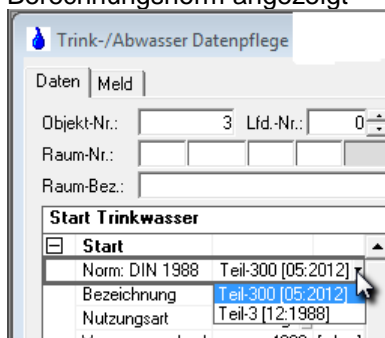 Berechnungsnorm angezeigt
Trink-/Abwasser Datenpflege
Daten Meld
Objekt-Nr.: 3 Lfd.-Nr.: 0
Raum-Nr.:
Raum-Bez.:
Start Trinkwasser
Start
Norm: DIN 1988 Teil-300 [05:2012]
Bezeichnung Teil-300 [05:2012]
Nutzungsart Teil-3 [12:1988]